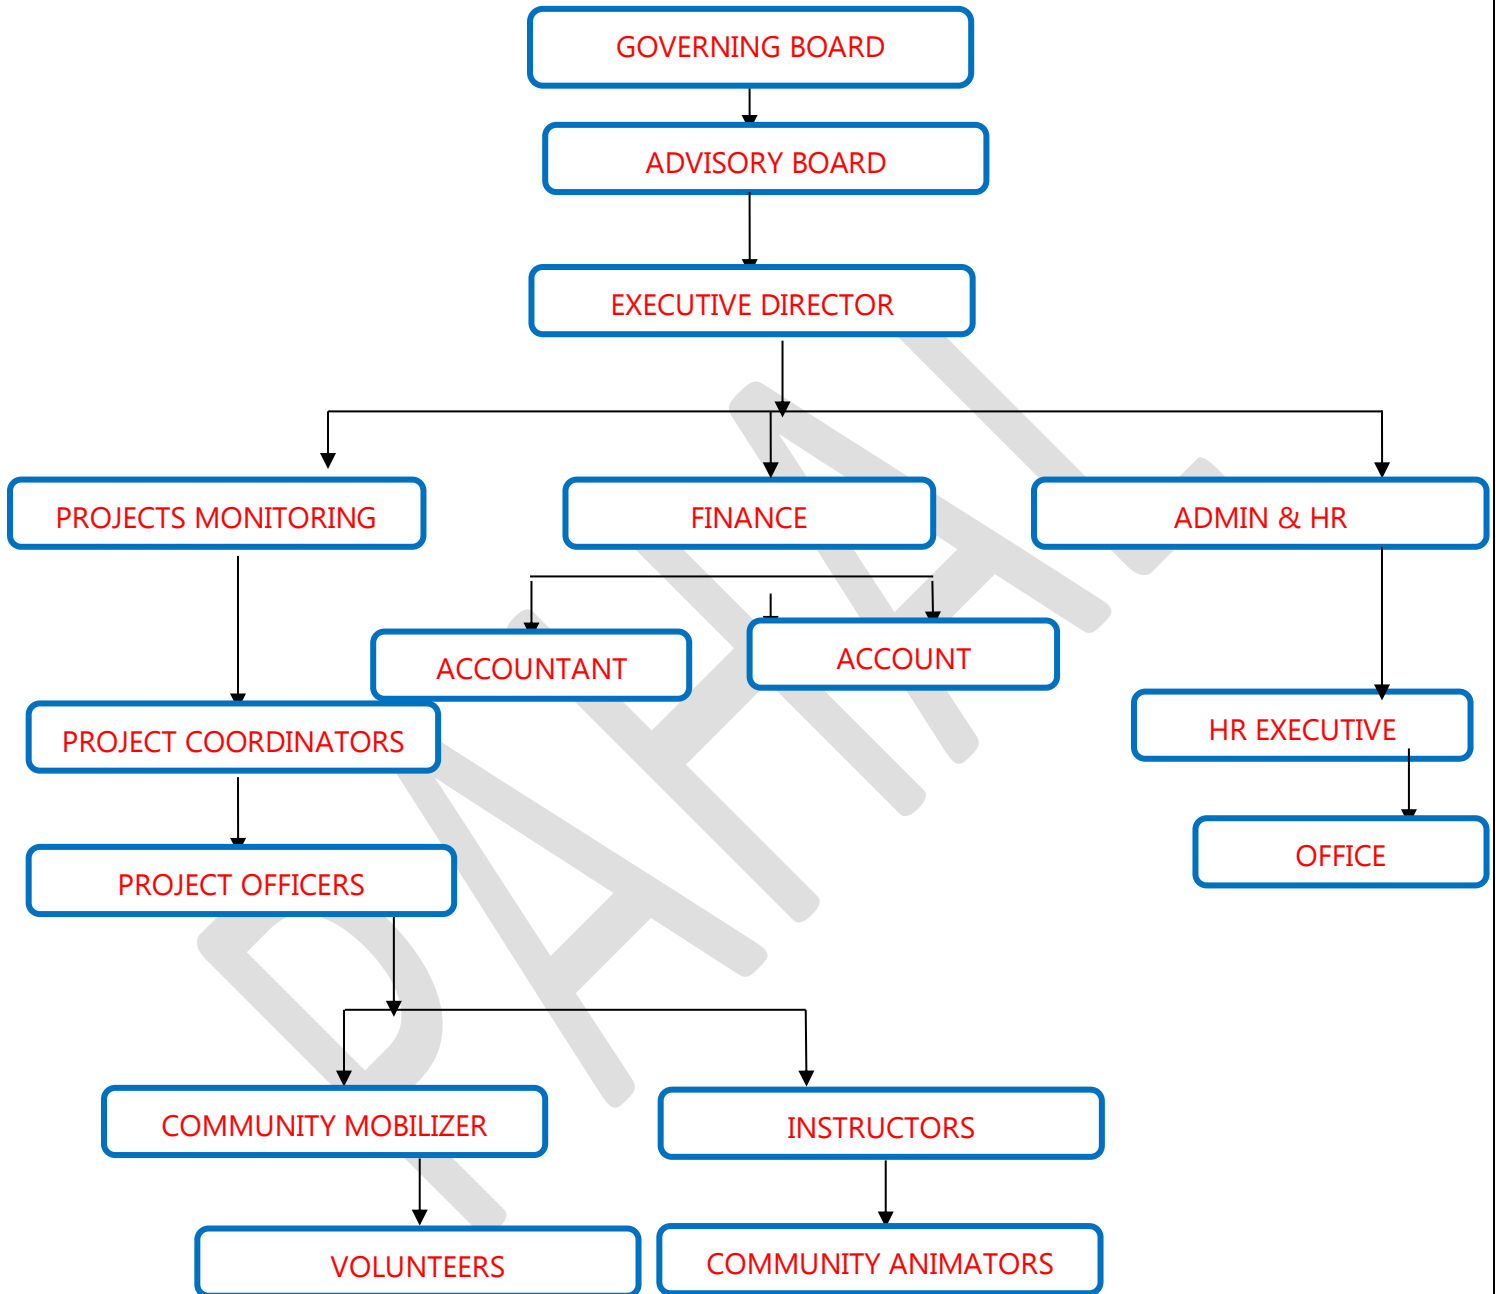 GOVERNING BOARD
ADVISORY BOARD
EXECUTIVE DIRECTOR
PROJECTS MONITORING
FINANCE
ADMIN & HR
ACCOUNTANT
ACCOUNT
PROJECT COORDINATORS
HR EXECUTIVE
PROJECT OFFICERS
OFFICE
COMMUNITY MOBILIZER
INSTRUCTORS
VOLUNTEERS
COMMUNITY ANIMATORS
PAHAL